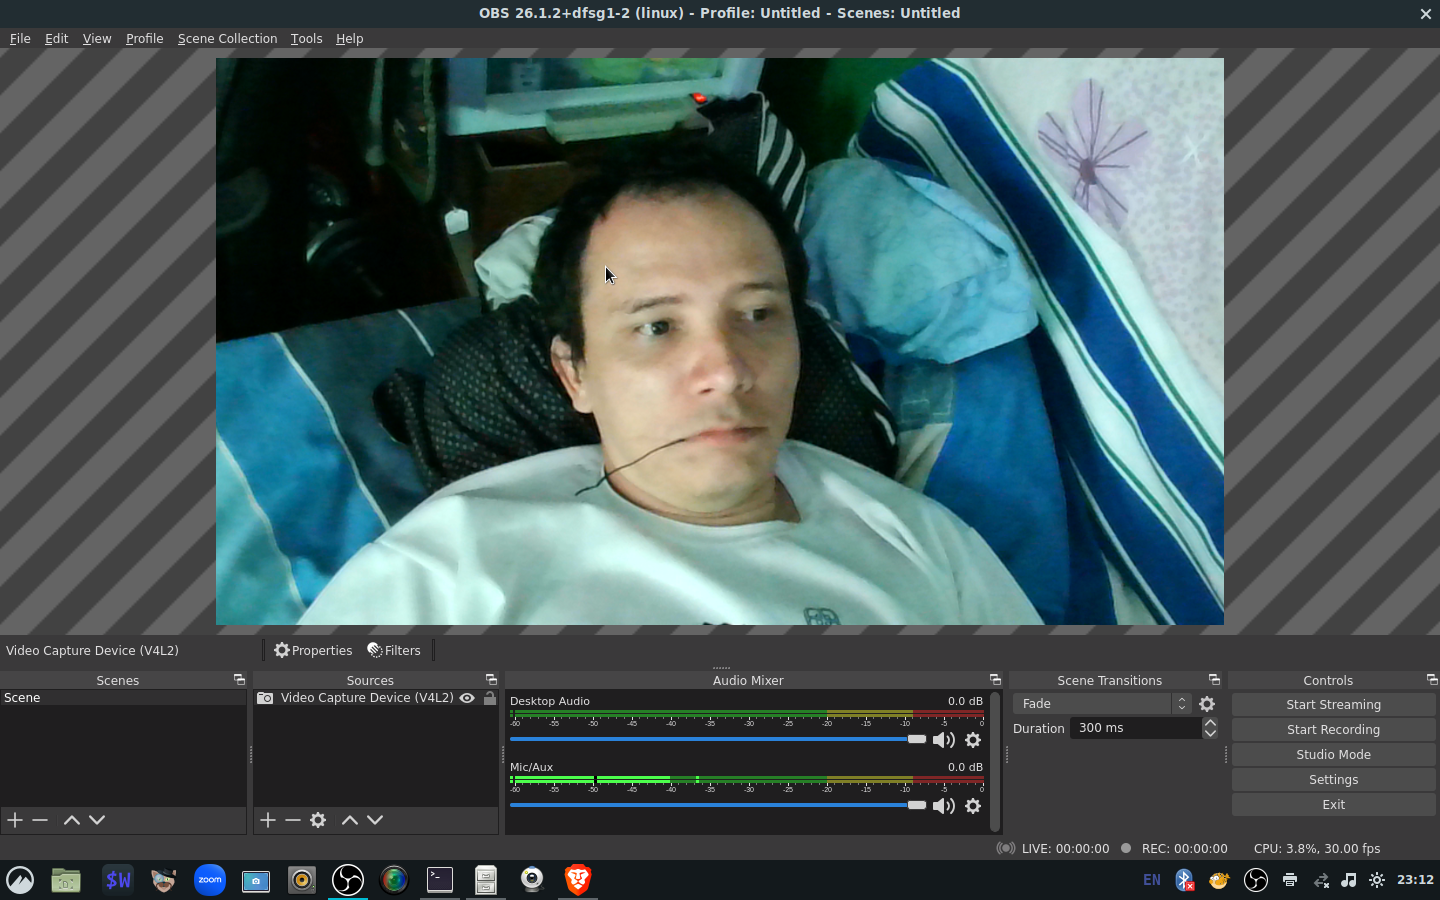 OBS 26.1.2+dfsg1-2 (linux) - Profile: Untitled - Scenes: Untitled
File Edit View Profile Scene Collection Tools Help
Video Capture Device (V4L2) Properties Filters
Scenes Sources Audio Mixer Scene Transitions Controls
Scene
Video Capture Device (V4L2)
Desktop Audio 0.0 dB
-60 -55 -50 -45 -40 -35 -30 -25 -20 -15 -10 -5 0
Mic/Aux 0.0 dB
-60 -55 -50 -45 -40 -35 -30 -25 -20 -15 -10 -5 0
Fade
Duration 300 ms
Start Streaming
Start Recording
Studio Mode
Settings
Exit
LIVE: 00:00:00 REC: 00:00:00 CPU: 3.8%, 30.00 fps
$W zoom EN 23:12